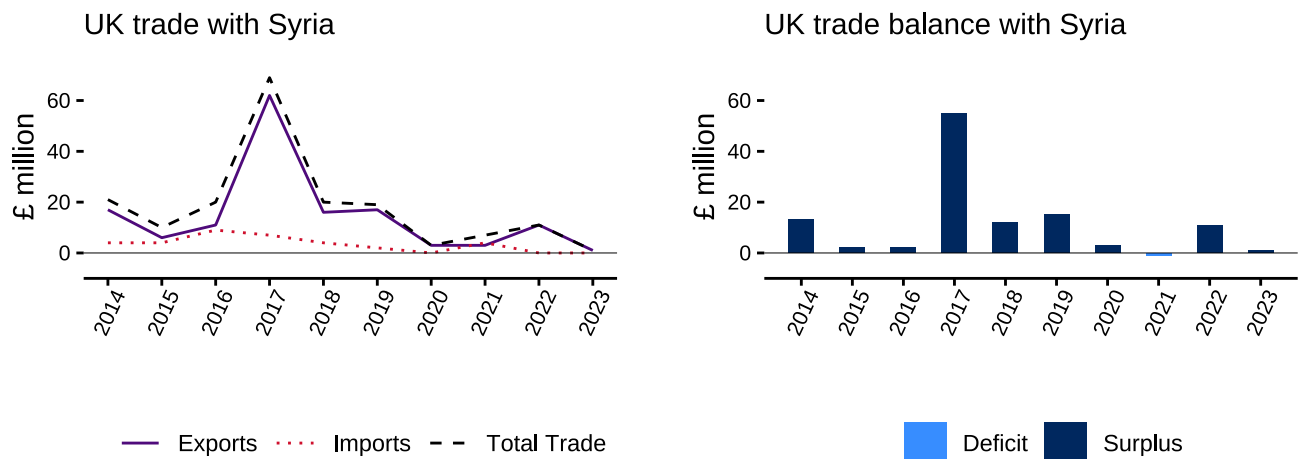 UK trade with Syria
£ million
60
40
20
0
2014 2015 2016 2017 2018 2019 2020 2021 2022 2023
Exports Imports Total Trade
UK trade balance with Syria
£ million
60
40
20
0
2014 2015 2016 2017 2018 2019 2020 2021 2022 2023
Deficit Surplus